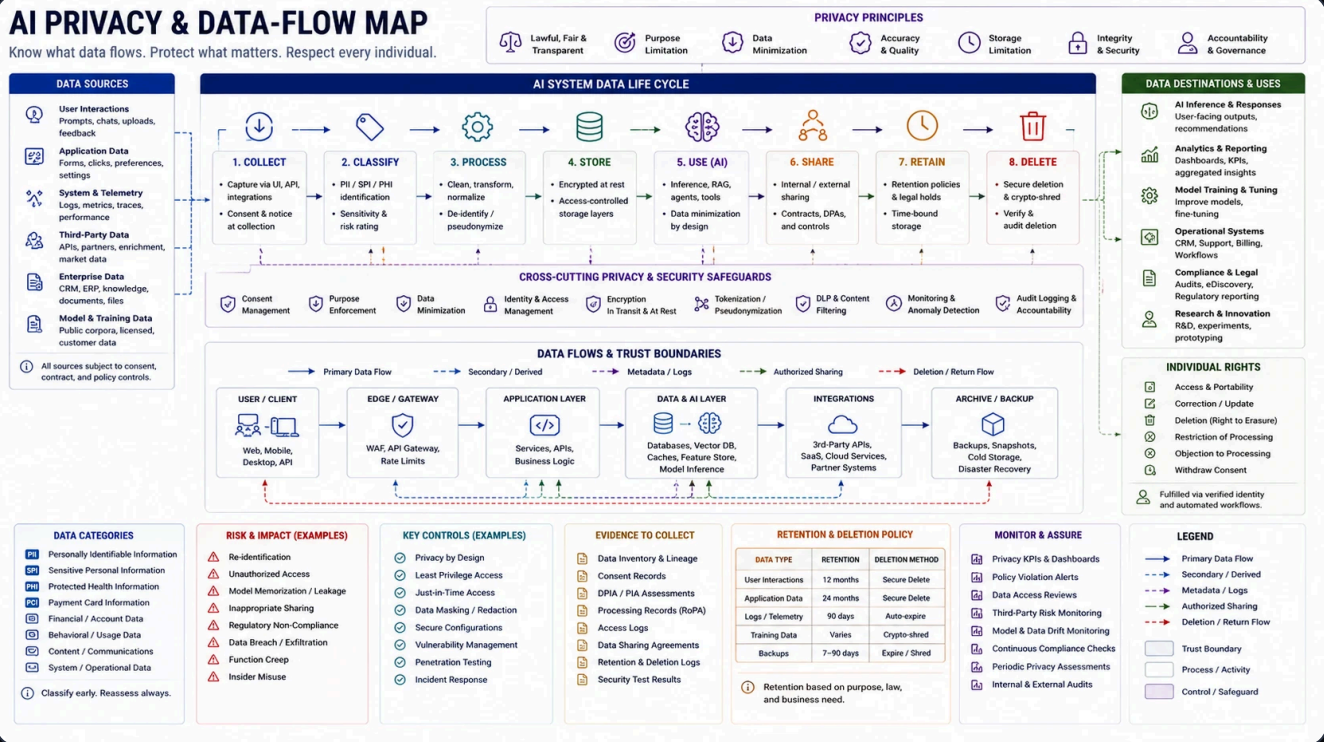 AI PRIVACY & DATA-FLOW MAP
Know what data flows. Protect what matters. Respect every individual.
PRIVACY PRINCIPLES
Lawful, Fair &
Transparent
Purpose
Limitation
Data
Minimization
Accuracy
& Quality
Storage
Limitation
Integrity
& Security
Accountability
& Governance
DATA SOURCES
User Interactions
Prompts, chats, uploads,
feedback
Application Data
Forms, clicks, preferences,
settings
System & Telemetry
Logs, metrics, traces,
performance
Third-Party Data
APIs, partners, enrichment,
market data
Enterprise Data
CRM, ERP, knowledge,
documents, files
Model & Training Data
Public corpora, licensed,
customer data
All sources subject to consent,
contract, and policy controls.
AI SYSTEM DATA LIFE CYCLE
1. COLLECT
• Capture via UI, API,
integrations
• Consent & notice
at collection
2. CLASSIFY
• PII / SPI / PHI
identification
• Sensitivity &
risk rating
3. PROCESS
• Clean, transform,
normalize
• De-identify /
pseudonymize
4. STORE
• Encrypted at rest
• Access-controlled
storage layers
5. USE (AI)
• Inference, RAG,
agents, tools
• Data minimization
by design
6. SHARE
• Internal / external
sharing
• Contracts, DPAs,
and controls
7. RETAIN
• Retention policies
& legal holds
• Time-bound
storage
8. DELETE
• Secure deletion
& crypto-shred
• Verify &
audit deletion
CROSS-CUTTING PRIVACY & SECURITY SAFEGUARDS
Consent
Management
Purpose
Enforcement
Data
Minimization
Identity & Access
Management
Encryption
In Transit & At Rest
Tokenization /
Pseudonymization
DLP & Content
Filtering
Monitoring &
Anomaly Detection
Audit Logging &
Accountability
DATA FLOWS & TRUST BOUNDARIES
Primary Data Flow
Secondary / Derived
Metadata / Logs
Authorized Sharing
Deletion / Return Flow
USER / CLIENT
Web, Mobile,
Desktop, API
EDGE / GATEWAY
WAF, API Gateway,
Rate Limits
APPLICATION LAYER
</>
Services, APIs,
Business Logic
DATA & AI LAYER
Databases, Vector DB,
Caches, Feature Store,
Model Inference
INTEGRATIONS
3rd-Party APIs,
SaaS, Cloud Services,
Partner Systems
ARCHIVE / BACKUP
Backups, Snapshots,
Cold Storage,
Disaster Recovery
DATA DESTINATIONS & USES
AI Inference & Responses
User-facing outputs,
recommendations
Analytics & Reporting
Dashboards, KPIs,
aggregated insights
Model Training & Tuning
Improve models,
fine-tuning
Operational Systems
CRM, Support, Billing,
Workflows
Compliance & Legal
Audits, eDiscovery,
Regulatory reporting
Research & Innovation
R&D, experiments,
prototyping
INDIVIDUAL RIGHTS
Access & Portability
Correction / Update
Deletion (Right to Erasure)
Restriction of Processing
Objection to Processing
Withdraw Consent
Fulfilled via verified identity
and automated workflows.
DATA CATEGORIES
PII Personally Identifiable Information
SPI Sensitive Personal Information
PHI Protected Health Information
PCI Payment Card Information
Financial / Account Data
Behavioral / Usage Data
Content / Communications
System / Operational Data
Classify early. Reassess always.
RISK & IMPACT (EXAMPLES)
Re-identification
Unauthorized Access
Model Memorization / Leakage
Inappropriate Sharing
Regulatory Non-Compliance
Data Breach / Exfiltration
Function Creep
Insider Misuse
KEY CONTROLS (EXAMPLES)
Privacy by Design
Least Privilege Access
Just-in-Time Access
Data Masking / Redaction
Secure Configurations
Vulnerability Management
Penetration Testing
Incident Response
EVIDENCE TO COLLECT
Data Inventory & Lineage
Consent Records
DPIA / PIA Assessments
Processing Records (RoPA)
Access Logs
Data Sharing Agreements
Retention & Deletion Logs
Security Test Results
RETENTION & DELETION POLICY
DATA TYPE RETENTION DELETION METHOD
User Interactions 12 months Secure Delete
Application Data 24 months Secure Delete
Logs / Telemetry 90 days Auto-expire
Training Data Varies Crypto-shred
Backups 7–90 days Expire / Shred
Retention based on purpose, law,
and business need.
MONITOR & ASSURE
Privacy KPIs & Dashboards
Policy Violation Alerts
Data Access Reviews
Third-Party Risk Monitoring
Model & Data Drift Monitoring
Continuous Compliance Checks
Periodic Privacy Assessments
Internal & External Audits
LEGEND
Primary Data Flow
Secondary / Derived
Metadata / Logs
Authorized Sharing
Deletion / Return Flow
Trust Boundary
Process / Activity
Control / Safeguard